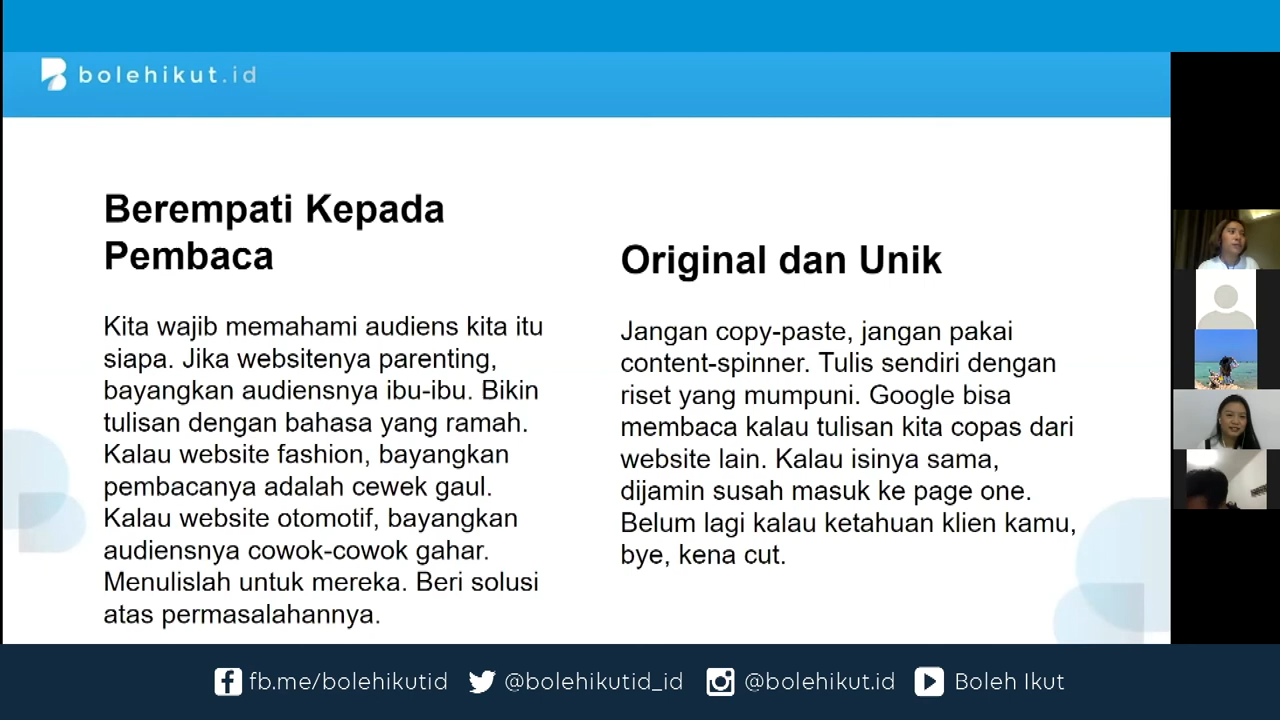 bolehikut.id
Berempati Kepada
Pembaca
Kita wajib memahami audiens kita itu
siapa. Jika websitenya parenting,
bayangkan audiensnya ibu-ibu. Bikin
tulisan dengan bahasa yang ramah.
Kalau website fashion, bayangkan
pembacanya adalah cewek gaul.
Kalau website otomotif, bayangkan
audiensnya cowok-cowok gahar.
Menulislah untuk mereka. Beri solusi
atas permasalahannya.
Original dan Unik
Jangan copy-paste, jangan pakai
content-spinner. Tulis sendiri dengan
riset yang mumpuni. Google bisa
membaca kalau tulisan kita copas dari
website lain. Kalau isinya sama,
dijamin susah masuk ke page one.
Belum lagi kalau ketahuan klien kamu,
bye, kena cut.
fb.me/bolehikutid @bolehikutid_id @bolehikut.id Boleh Ikut